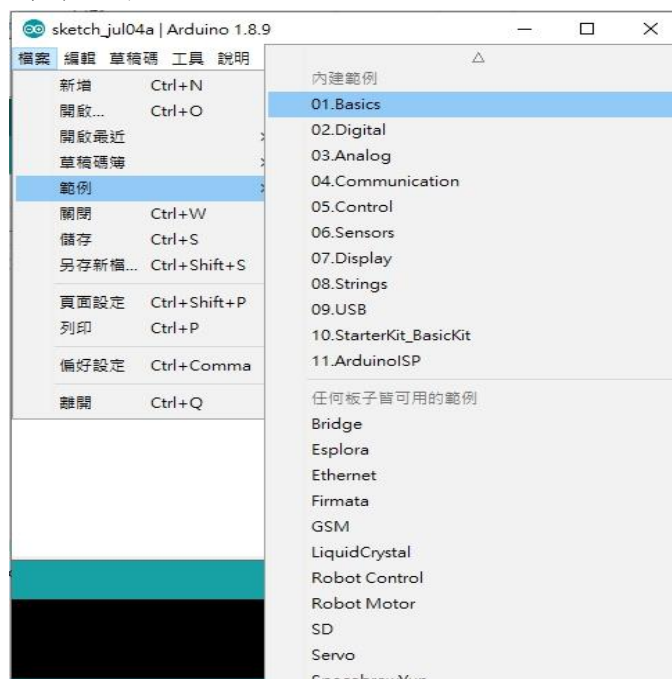 sketch_jul04a | Arduino 1.8.9
檔案 編輯 草稿碼 工具 說明
新增 Ctrl+N
開啟... Ctrl+O
開啟最近
草稿碼簿
範例
關閉 Ctrl+W
儲存 Ctrl+S
另存新檔... Ctrl+Shift+S
頁面設定 Ctrl+Shift+P
列印 Ctrl+P
偏好設定 Ctrl+Comma
離開 Ctrl+Q
內建範例
01.Basics
02.Digital
03.Analog
04.Communication
05.Control
06.Sensors
07.Display
08.Strings
09.USB
10.StarterKit_BasicKit
11.ArduinoISP
任何板子皆可用的範例
Bridge
Esplora
Ethernet
Firmata
GSM
LiquidCrystal
Robot Control
Robot Motor
SD
Servo